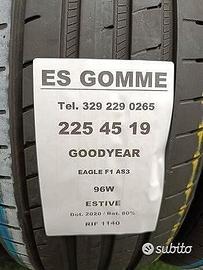 ES GOMME
Tel. 329 229 0265
225 45 19
GOODYEAR
EAGLE F1 AS3
96W
ESTIVE
Dot. 2020 / Bat. 80%
RIF 1140
subito